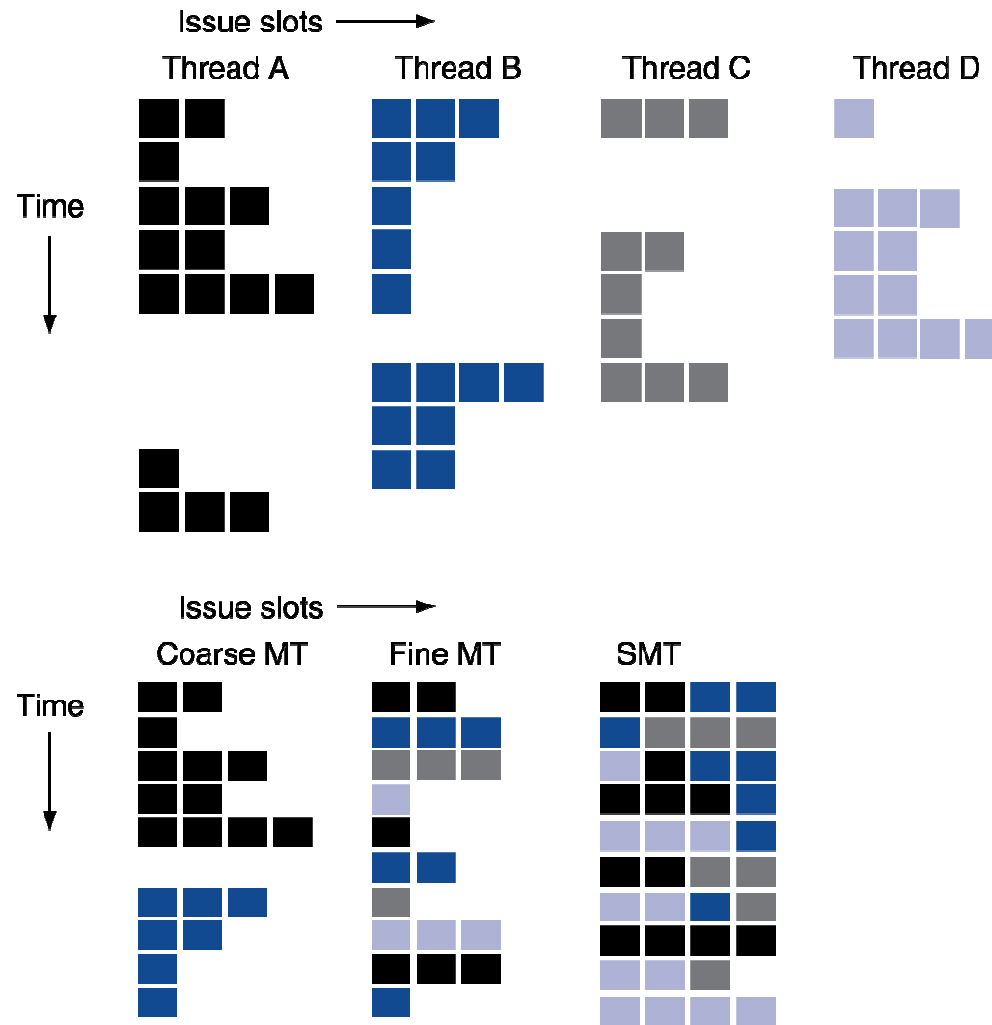 Issue slots
Thread A Thread B Thread C Thread D
Time
Issue slots
Coarse MT Fine MT SMT
Time